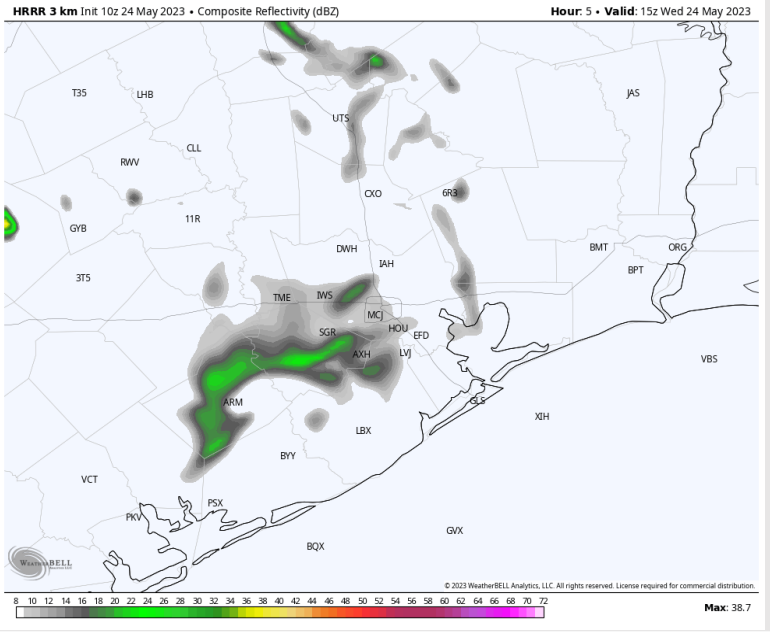 HRRR 3 km Init 10z 24 May 2023 • Composite Reflectivity (dBZ) Hour: 5 • Valid: 15z Wed 24 May 2023
T35 LHB JAS
UTS
CLL
RWV
CXO 6R3
11R
GYB
DWH BMT ORG
IAH BPT
3T5
TME IWS
MCJ
SGR HOU EFD
AXH LVJ
VBS
ARM GLS
XIH
LBX
BYY
VCT
PSX
PKV
GVX
BQX
WeatherBELL
© 2023 WeatherBELL Analytics, LLC. All rights reserved. License required for commercial distribution.
8 10 12 14 16 18 20 22 24 26 28 30 32 34 36 38 40 42 44 46 48 50 52 54 56 58 60 62 64 66 68 70 72 Max: 38.7